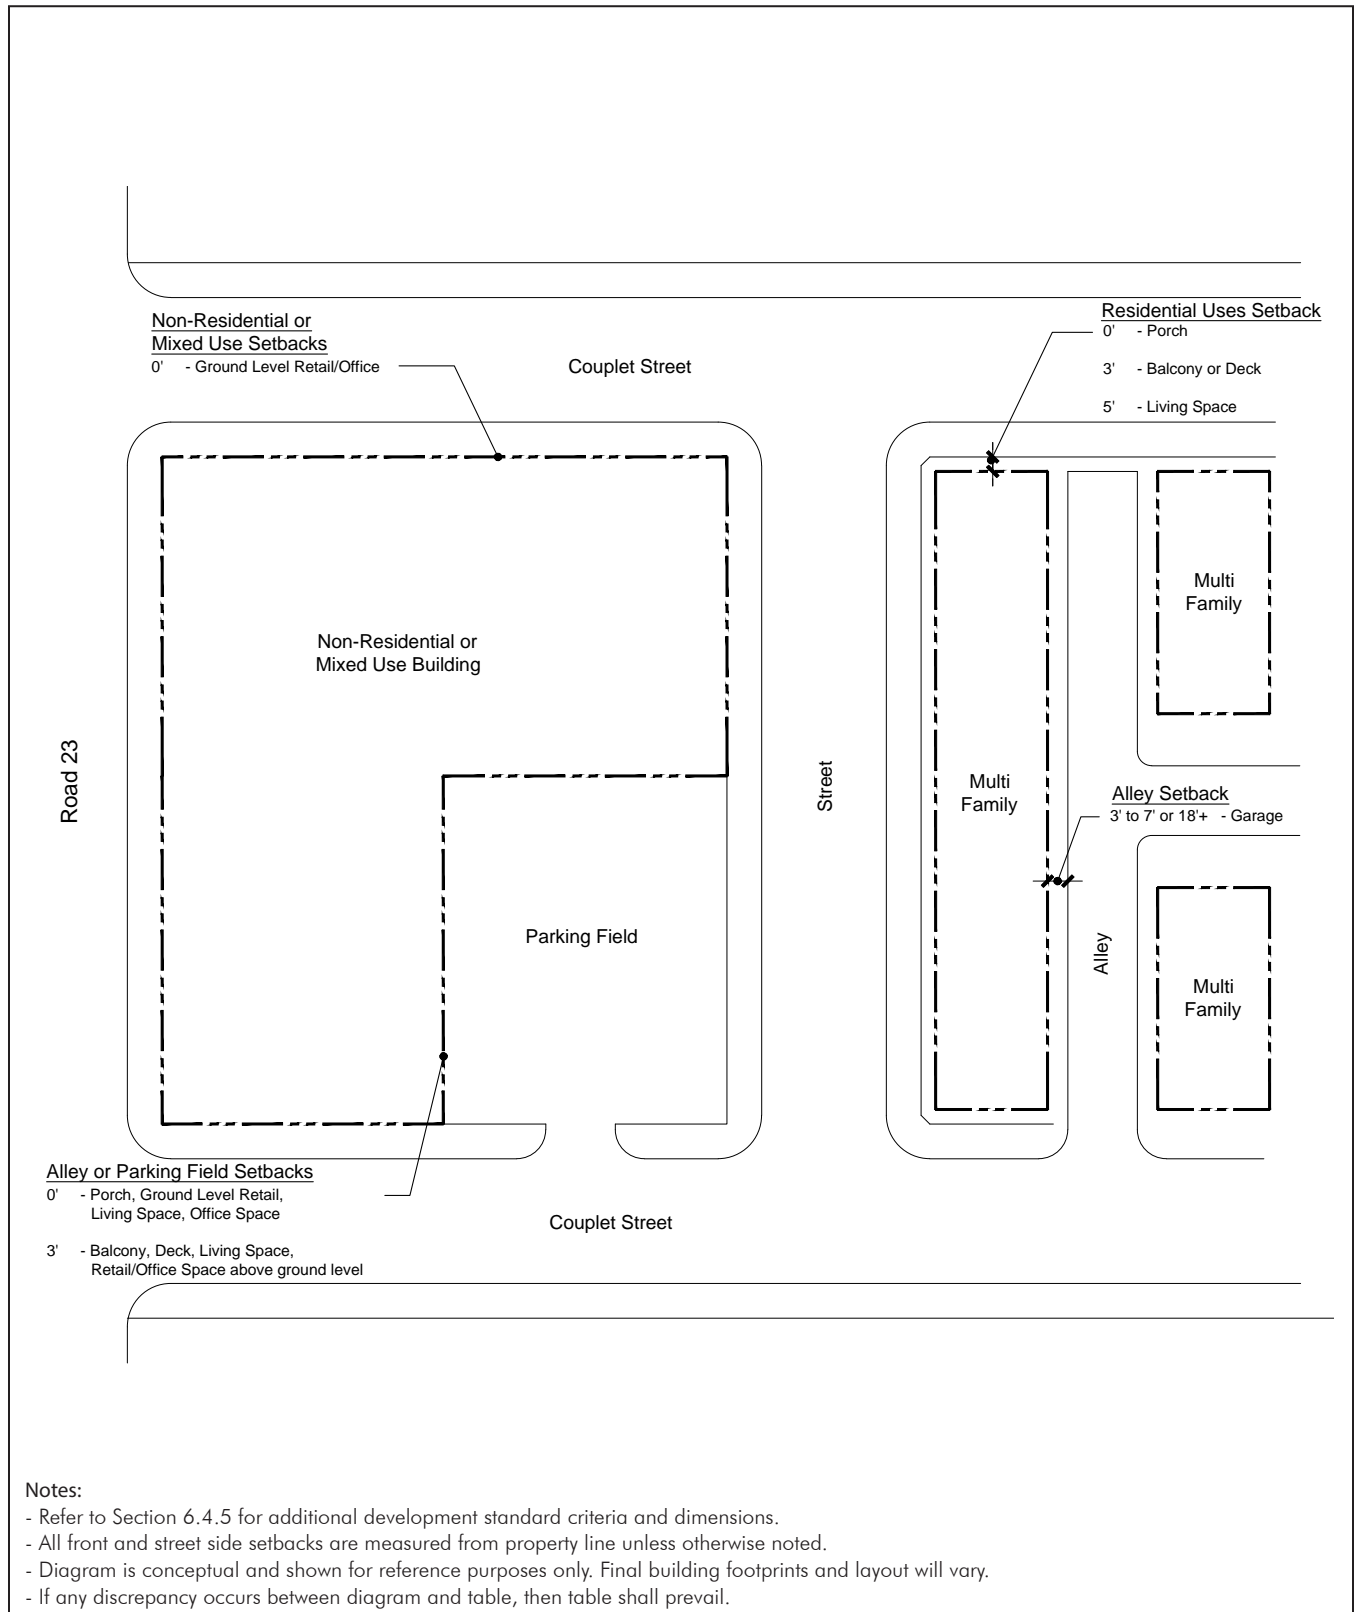 Non-Residential or
Mixed Use Setbacks
0' - Ground Level Retail/Office
Couplet Street
Residential Uses Setback
0' - Porch
3' - Balcony or Deck
5' - Living Space
Multi
Family
Non-Residential or
Mixed Use Building
Road 23
Street
Multi
Family
Alley Setback
3' to 7' or 18'+ - Garage
Parking Field
Alley
Multi
Family
Alley or Parking Field Setbacks
0' - Porch, Ground Level Retail,
Living Space, Office Space
3' - Balcony, Deck, Living Space,
Retail/Office Space above ground level
Couplet Street
Notes:
- Refer to Section 6.4.5 for additional development standard criteria and dimensions.
- All front and street side setbacks are measured from property line unless otherwise noted.
- Diagram is conceptual and shown for reference purposes only. Final building footprints and layout will vary.
- If any discrepancy occurs between diagram and table, then table shall prevail.